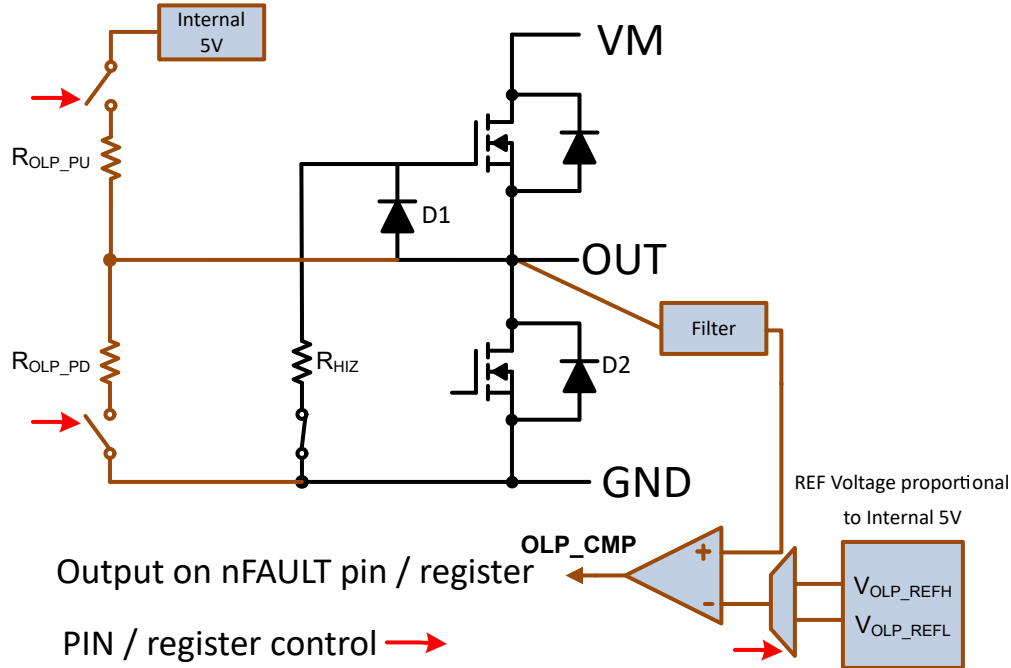 Internal
5V
VM
R_OLP_PU
D1
OUT
Filter
R_OLP_PD
R_HIZ
D2
GND
REF Voltage proportional
to Internal 5V
OLP_CMP
+
-
V_OLP_REFH
V_OLP_REFL
Output on nFAULT pin / register
PIN / register control